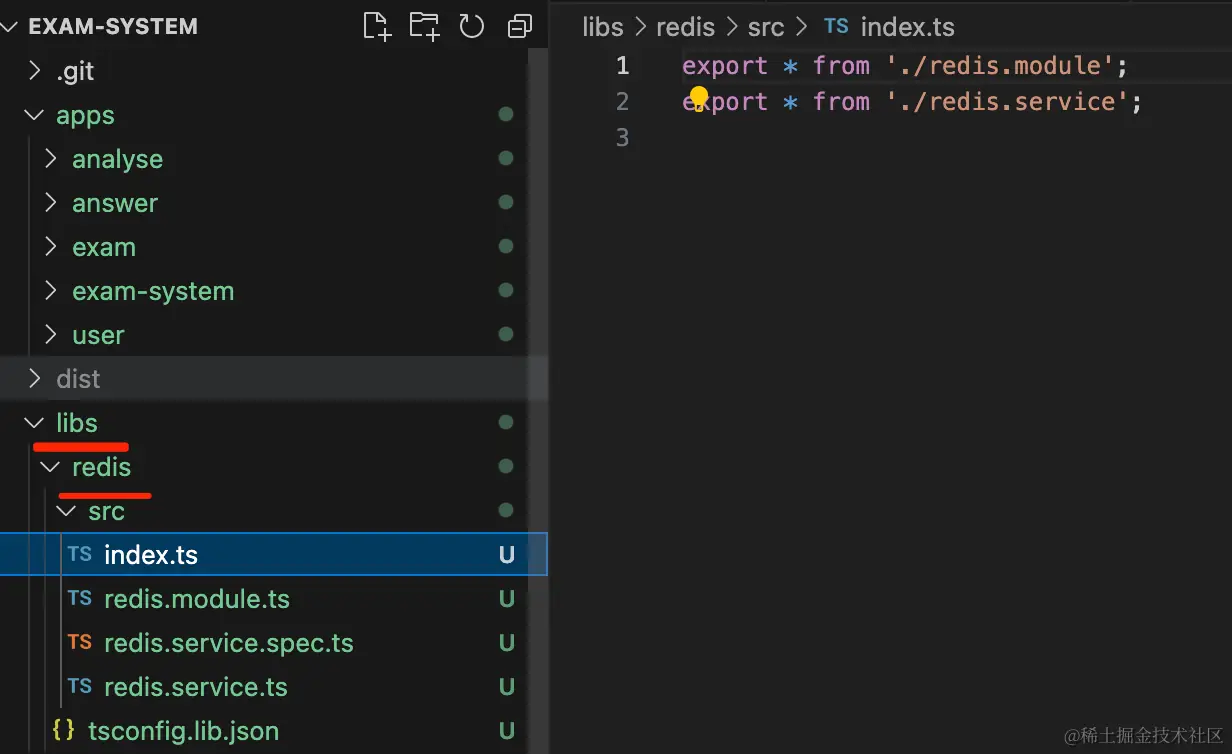 EXAM-SYSTEM
.git
apps
analyse
answer
exam
exam-system
user
dist
libs
redis
src
TS index.ts U
TS redis.module.ts U
TS redis.service.spec.ts U
TS redis.service.ts U
{} tsconfig.lib.json U
libs > redis > src > TS index.ts
1 export * from './redis.module';
2 export * from './redis.service';
3
@稀土掘金技术社区